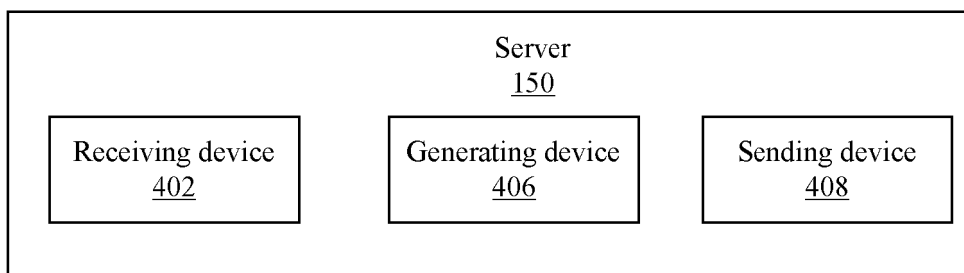 Server
150
Receiving device
402
Generating device
406
Sending device
408